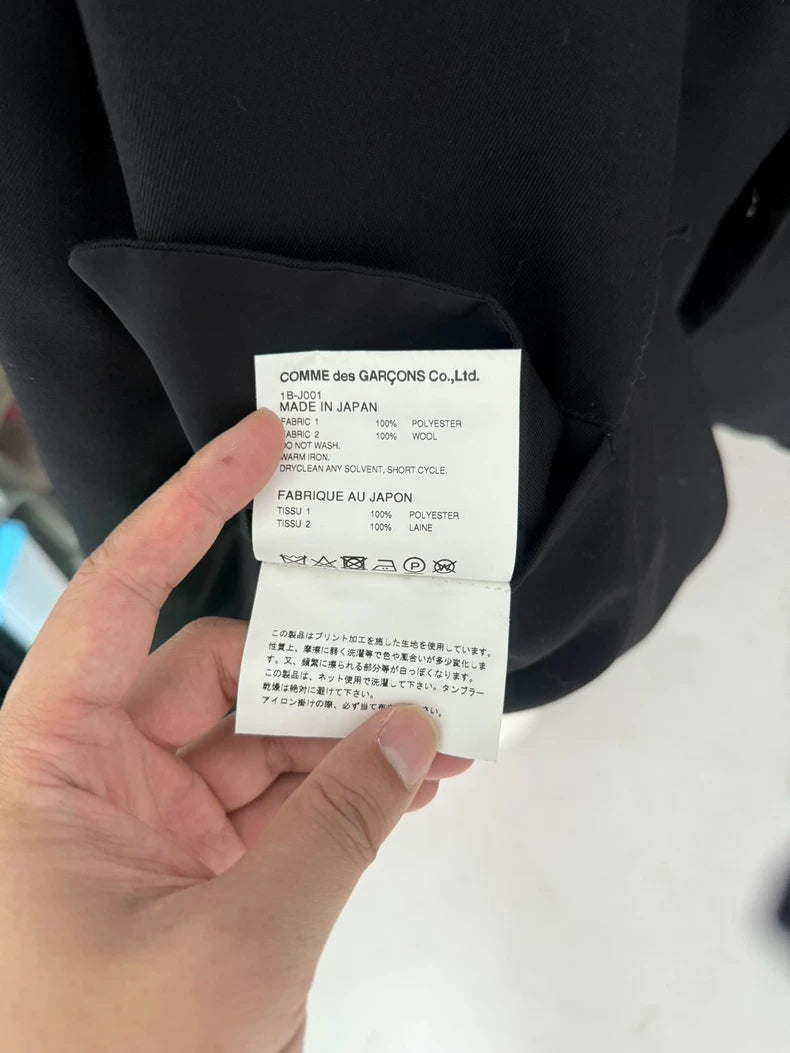 COMME des GARÇONS Co.,Ltd.
1B-J001
MADE IN JAPAN
FABRIC 1 100% POLYESTER
FABRIC 2 100% WOOL
DO NOT WASH.
WARM IRON.
DRYCLEAN ANY SOLVENT, SHORT CYCLE.
FABRIQUE AU JAPON
TISSU 1 100% POLYESTER
TISSU 2 100% LAINE
P W
この製品はプリント加工を施した生地を使用しています。
性質上、摩擦に弱く洗濯等で色や風合いが多少変化しま
す。又、頻繁に擦られる部分等が白っぽくなります。
この製品は、ネット使用で洗濯して下さい。タンブラー
乾燥は絶対に避けて下さい。
アイロン掛けの際、必ず当て布 さい。